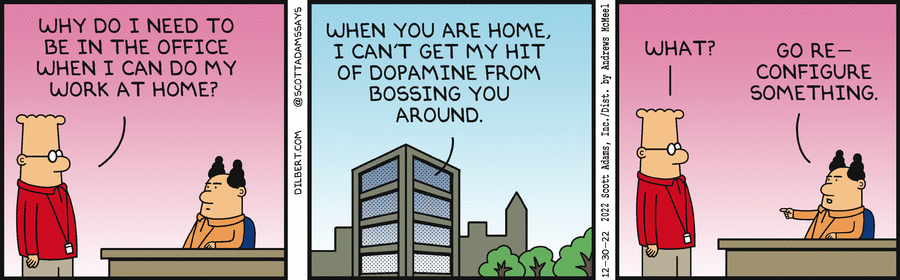 WHY DO I NEED TO
BE IN THE OFFICE
WHEN I CAN DO MY
WORK AT HOME?
DILBERT.COM @SCOTTADAMSSAYS
WHEN YOU ARE HOME,
I CAN'T GET MY HIT
OF DOPAMINE FROM
BOSSING YOU
AROUND.
12-30-22 2022 Scott Adams, Inc./Dist. by Andrews McMeel
WHAT?
GO RE-
CONFIGURE
SOMETHING.